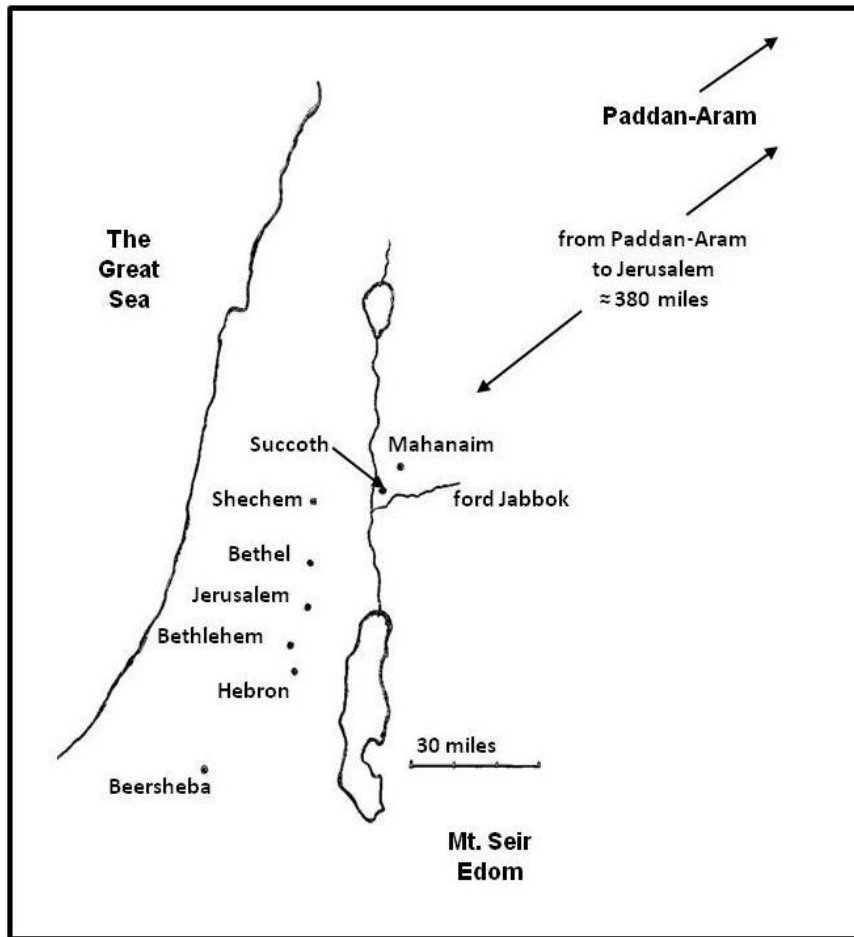 Paddan-Aram
The
Great
Sea
from Paddan-Aram
to Jerusalem
≈ 380 miles
Succoth
Mahanaim
Shechem
ford Jabbok
Bethel
Jerusalem
Bethlehem
Hebron
30 miles
Beersheba
Mt. Seir
Edom